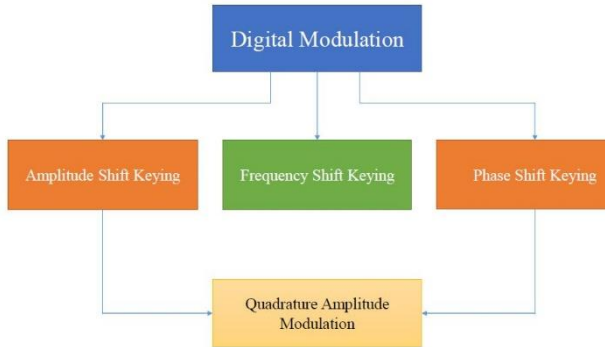 Digital Modulation
Amplitude Shift Keying
Frequency Shift Keying
Phase Shift Keying
Quadrature Amplitude
Modulation